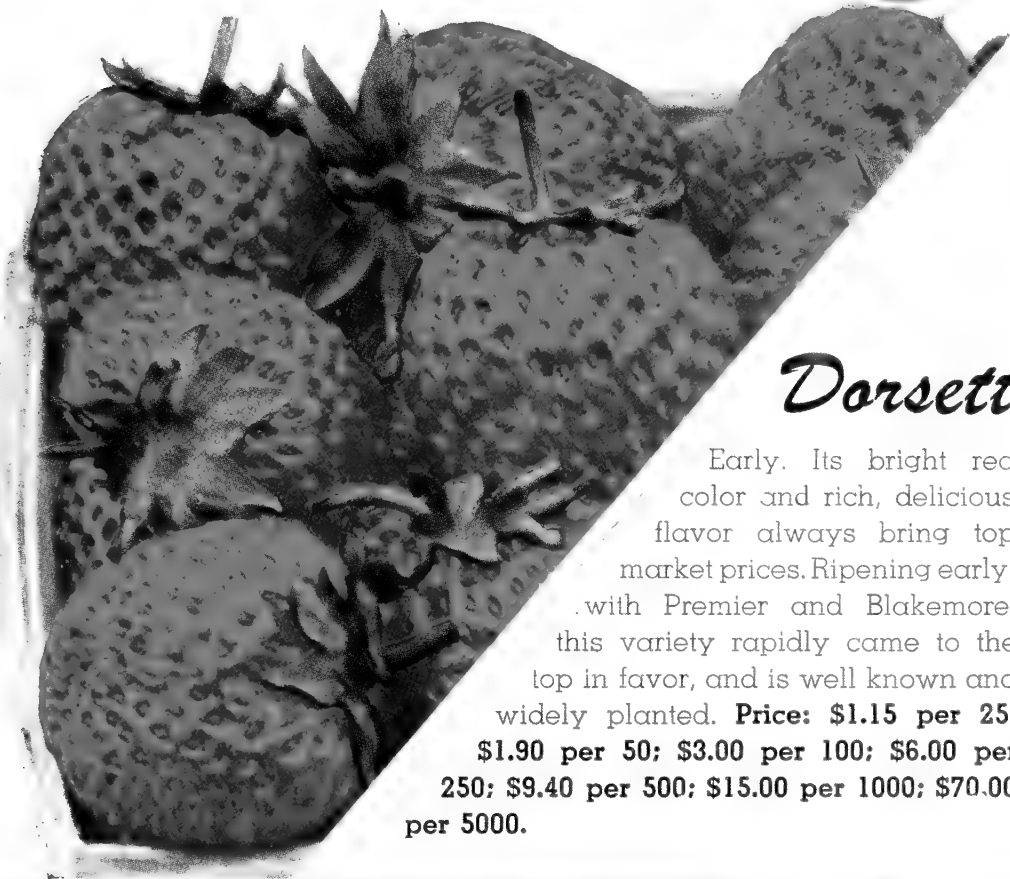 Dorsett
Early. Its bright red
color and rich, delicious
flavor always bring top
market prices. Ripening early
with Premier and Blakemore
this variety rapidly came to the
top in favor, and is well known and
widely planted. Price: $1.15 per 25
$1.90 per 50; $3.00 per 100; $6.00 per
250; $9.40 per 500; $15.00 per 1000; $70.00
per 5000.